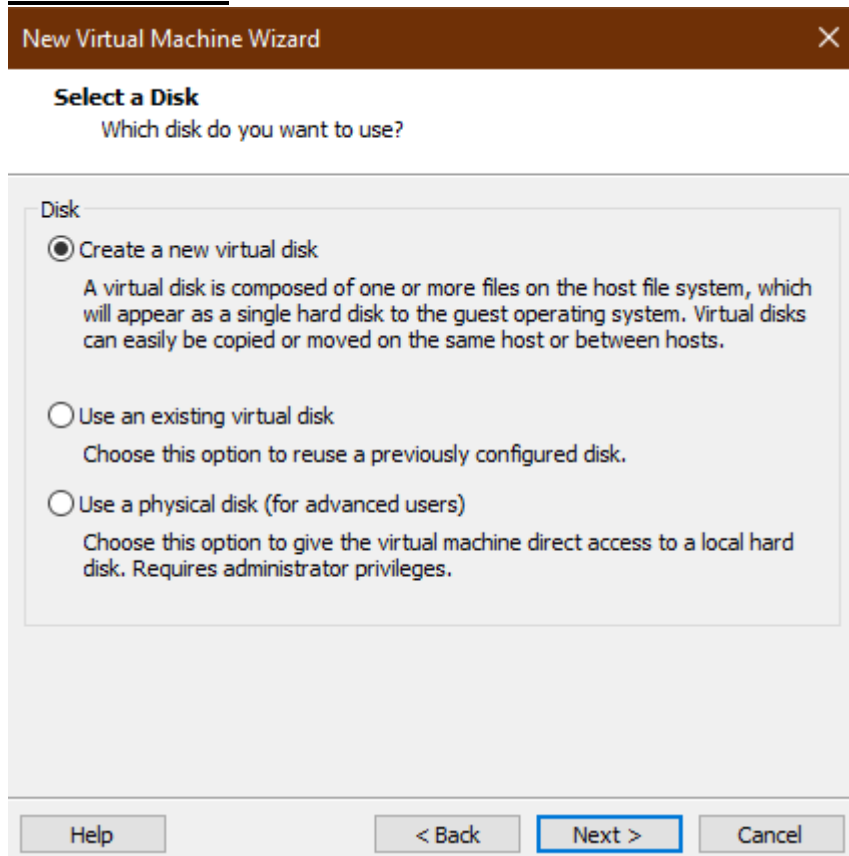 New Virtual Machine Wizard
Select a Disk
Which disk do you want to use?
Disk
Create a new virtual disk
A virtual disk is composed of one or more files on the host file system, which
will appear as a single hard disk to the guest operating system. Virtual disks
can easily be copied or moved on the same host or between hosts.
Use an existing virtual disk
Choose this option to reuse a previously configured disk.
Use a physical disk (for advanced users)
Choose this option to give the virtual machine direct access to a local hard
disk. Requires administrator privileges.
Help < Back Next > Cancel